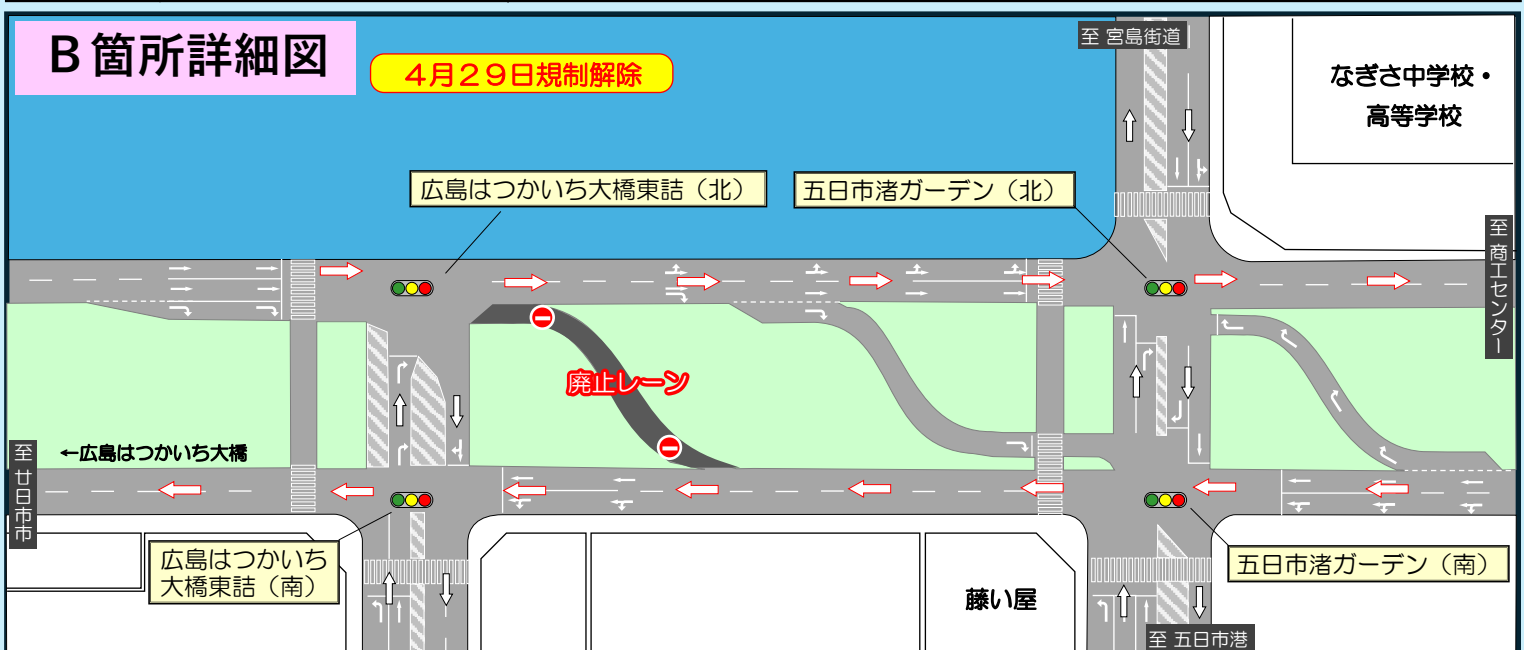 B箇所詳細図
4月29日規制解除
至 宮島街道
なぎさ中学校・
高等学校
広島はつかいち大橋東詰(北)
五日市渚ガーデン(北)
至 商工センター
廃止レーン
至 廿日市市
←広島はつかいち大橋
広島はつかいち
大橋東詰(南)
五日市渚ガーデン(南)
藤い屋
至 五日市港